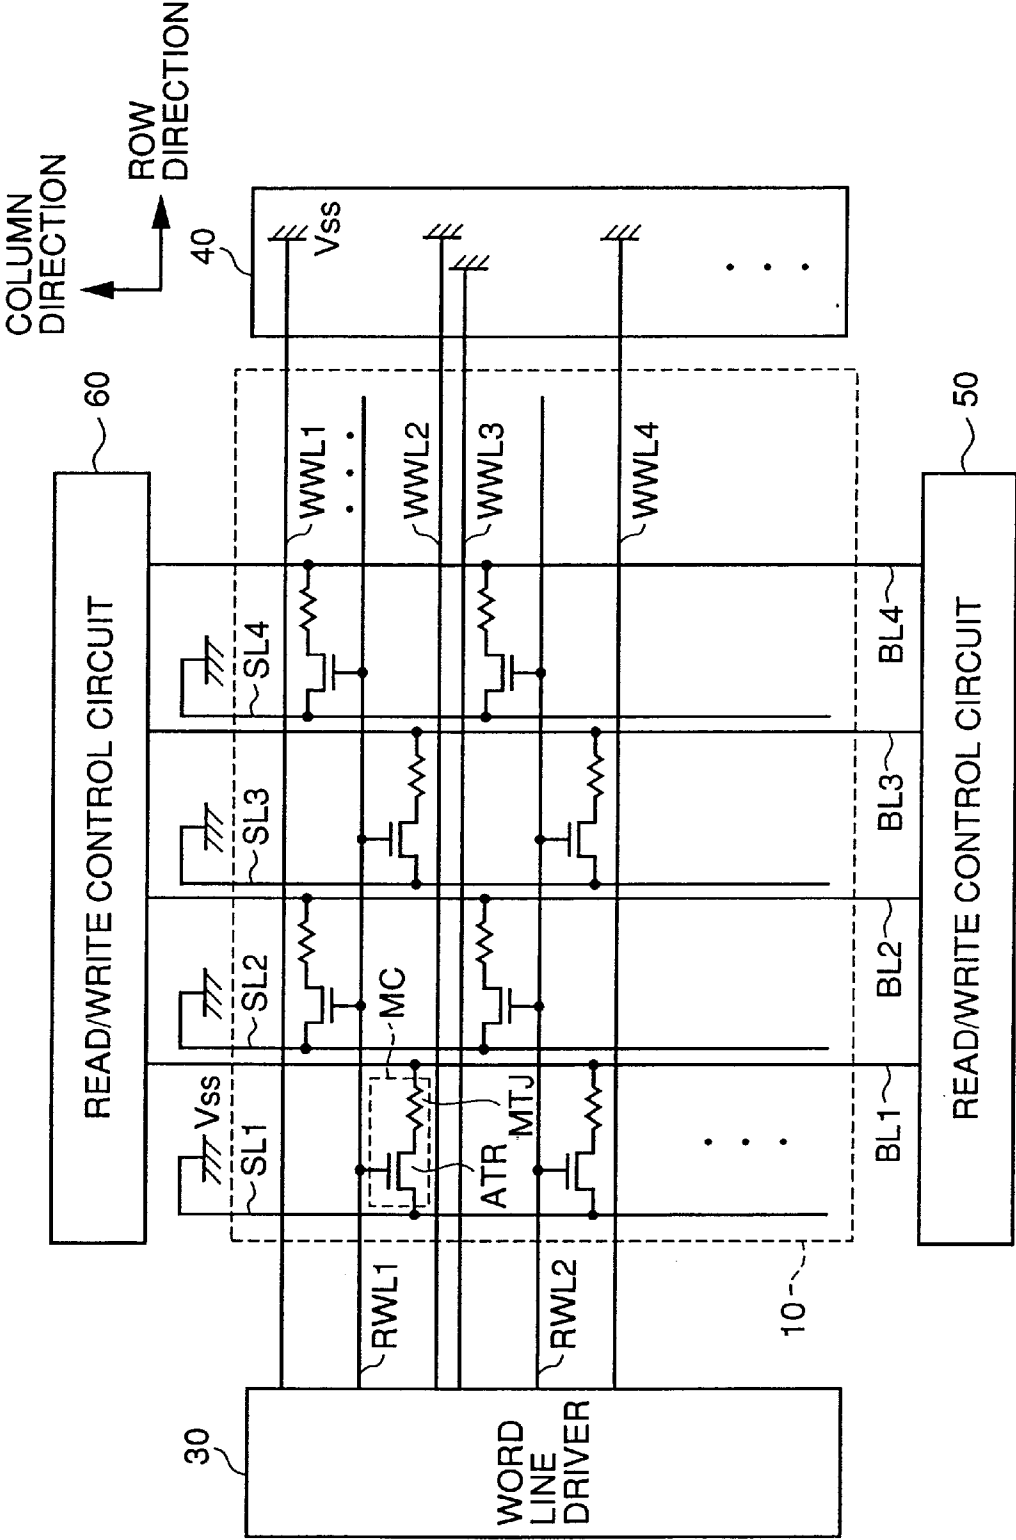 COLUMN
DIRECTION
ROW
DIRECTION
40
Vss
60
READ/WRITE CONTROL CIRCUIT
WWL1
WWL2
WWL3
WWL4
50
READ/WRITE CONTROL CIRCUIT
SL4
SL3
SL2
SL1
Vss
MC
MTJ
ATR
BL4
BL3
BL2
BL1
RWL1
RWL2
10
30
WORD
LINE
DRIVER